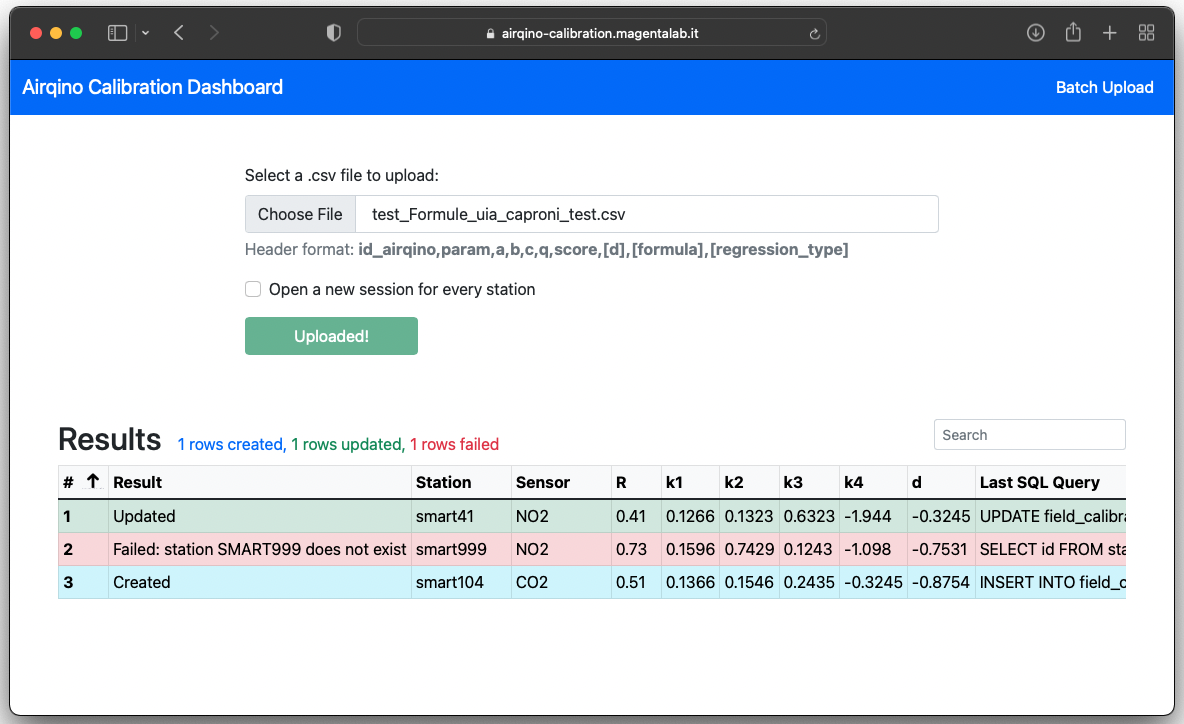 airqino-calibration.magentalab.it
Airqino Calibration Dashboard Batch Upload
Select a .csv file to upload:
Choose File test_Formule_uia_caproni_test.csv
Header format: id_airqino,param,a,b,c,q,score,[d],[formula],[regression_type]
Open a new session for every station
Uploaded!
Results 1 rows created, 1 rows updated, 1 rows failed Search
# ↑ Result Station Sensor R k1 k2 k3 k4 d Last SQL Query
1 Updated smart41 NO2 0.41 0.1266 0.1323 0.6323 -1.944 -0.3245 UPDATE field_calibra
2 Failed: station SMART999 does not exist smart999 NO2 0.73 0.1596 0.7429 0.1243 -1.098 -0.7531 SELECT id FROM sta
3 Created smart104 CO2 0.51 0.1366 0.1546 0.2435 -0.3245 -0.8754 INSERT INTO field_c